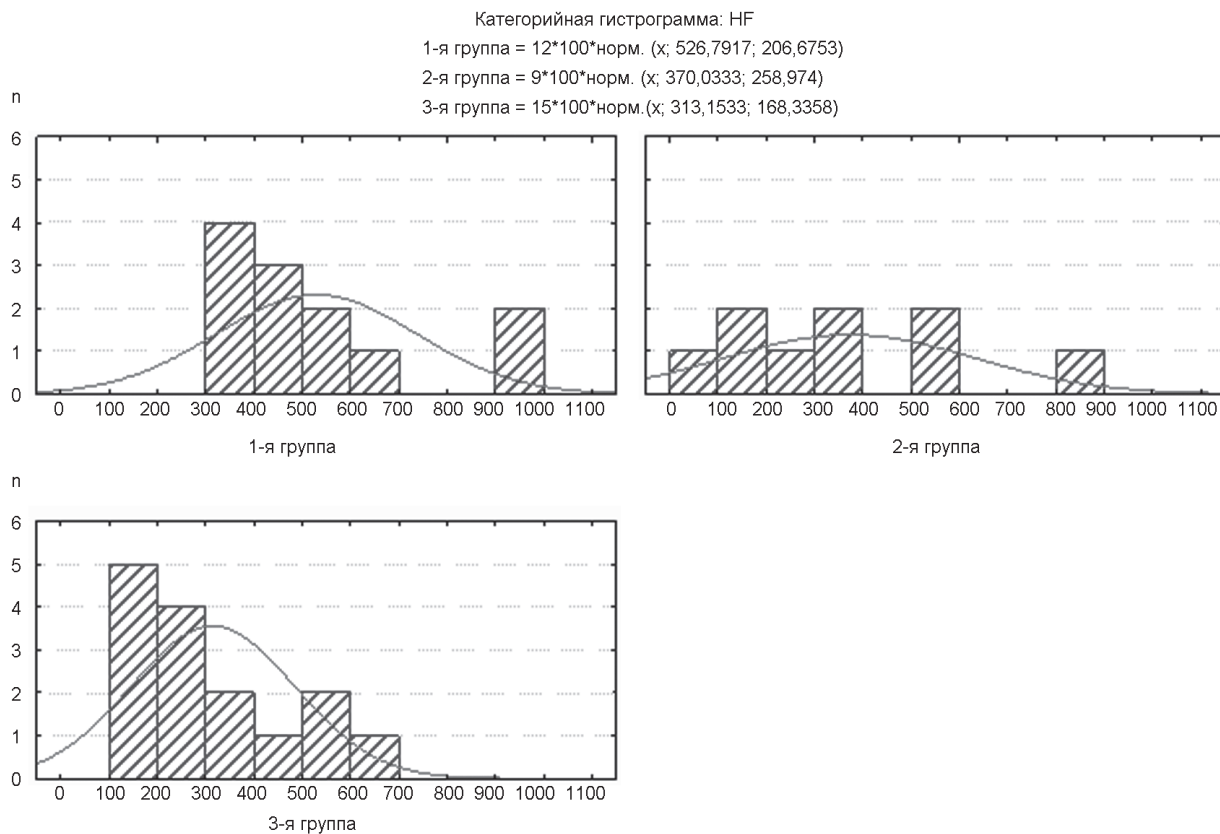 Категорийная гистрограмма: HF
1-я группа = 12*100*норм. (x; 526,7917; 206,6753)
2-я группа = 9*100*норм. (x; 370,0333; 258,974)
3-я группа = 15*100*норм.(x; 313,1533; 168,3358)
n
6
5
4
3
2
1
0
0 100 200 300 400 500 600 700 800 900 1000 1100
1-я группа
0 100 200 300 400 500 600 700 800 900 1000 1100
2-я группа
n
6
5
4
3
2
1
0
0 100 200 300 400 500 600 700 800 900 1000 1100
3-я группа